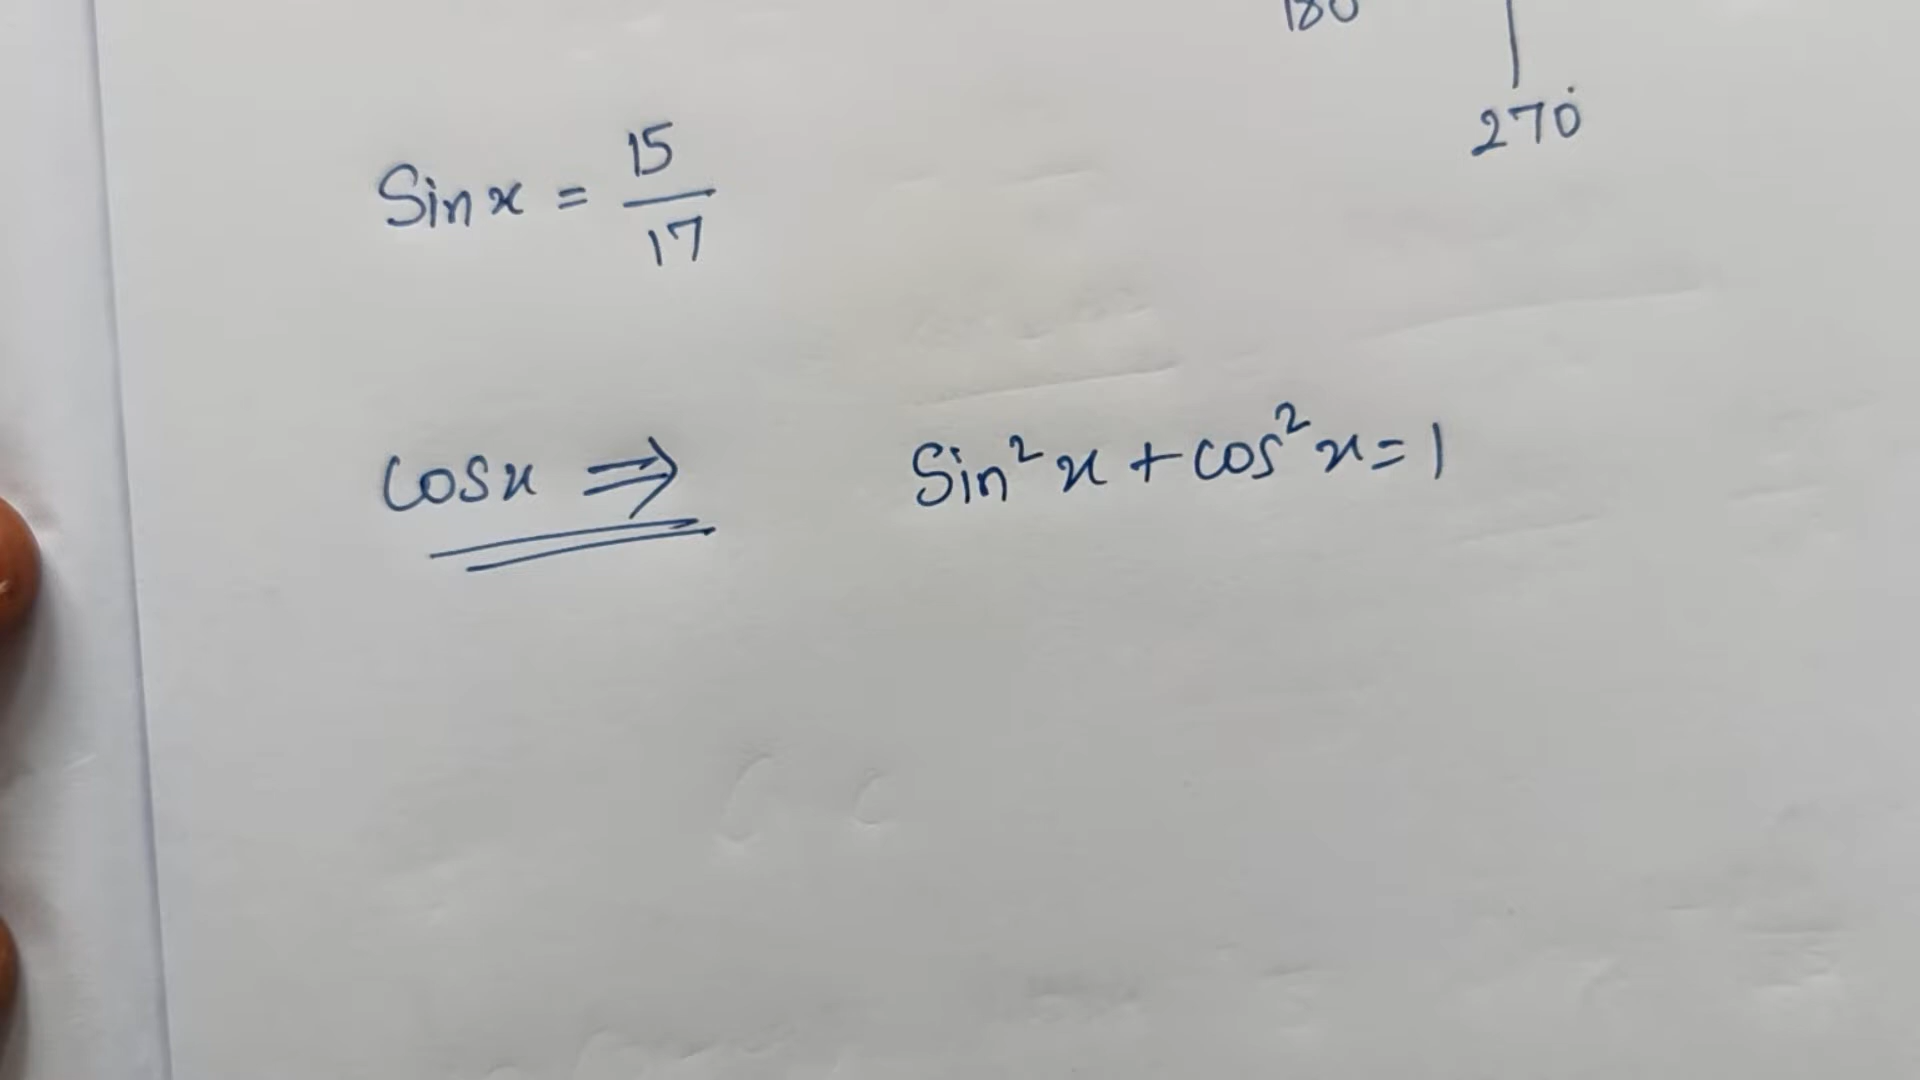 180
270°
Sin x = 15/17
Cos x ⇒ Sin² x + cos² x = 1